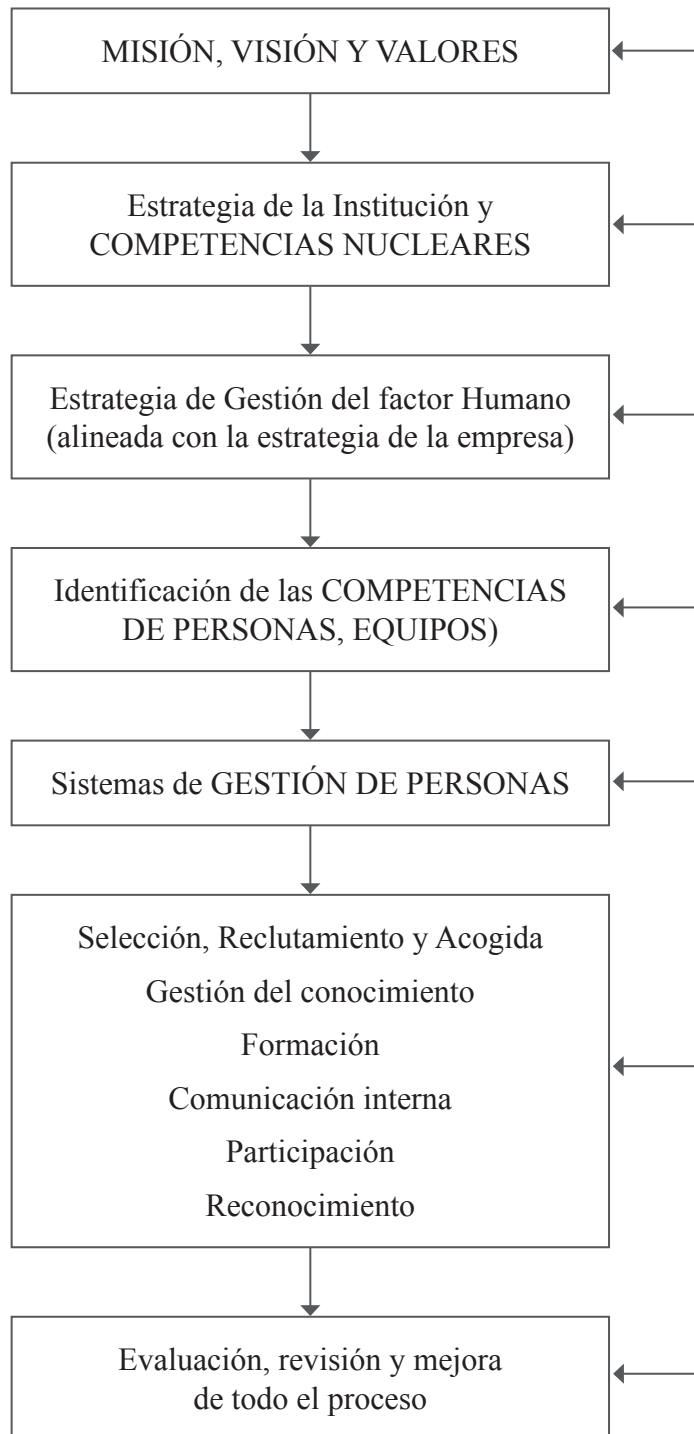 MISIÓN, VISIÓN Y VALORES
Estrategia de la Institución y
COMPETENCIAS NUCLEARES
Estrategia de Gestión del factor Humano
(alineada con la estrategia de la empresa)
Identificación de las COMPETENCIAS
DE PERSONAS, EQUIPOS)
Sistemas de GESTIÓN DE PERSONAS
Selección, Reclutamiento y Acogida
Gestión del conocimiento
Formación
Comunicación interna
Participación
Reconocimiento
Evaluación, revisión y mejora
de todo el proceso